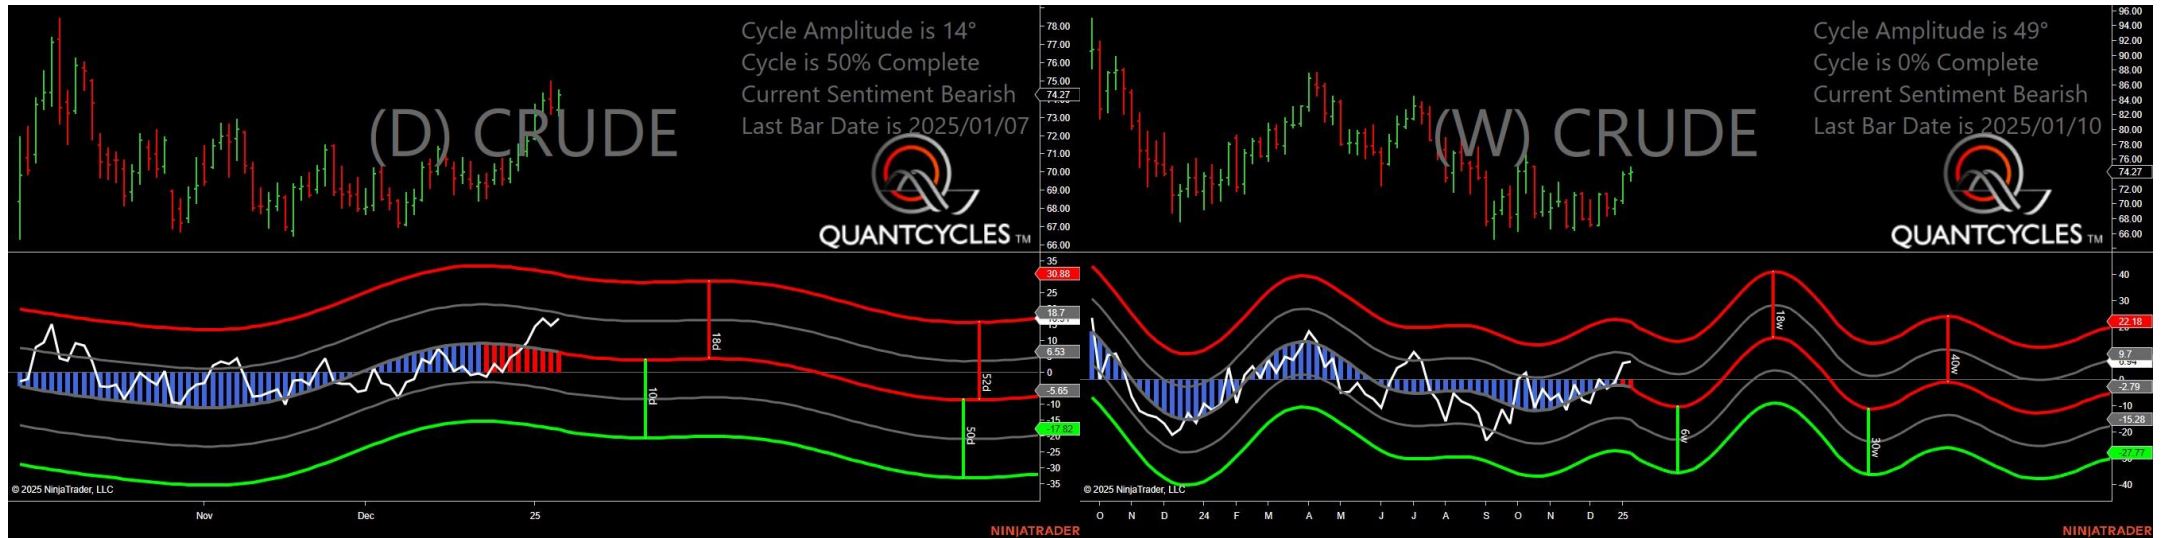 Cycle Amplitude is 14°
Cycle is 50% Complete
Current Sentiment Bearish
Last Bar Date is 2025/01/07
(D) CRUDE
QUANTCYCLES TM
78.00
77.00
76.00
75.00
74.27
73.00
72.00
71.00
70.00
69.00
68.00
67.00
66.00
35
30.88
25
18.7
10
6.53
0
-5.65
-10
-17.82
-20
-25
-30
-35
18d
10d
52d
50d
© 2025 NinjaTrader, LLC
Nov
Dec
25
NINJATRADER
Cycle Amplitude is 49°
Cycle is 0% Complete
Current Sentiment Bearish
Last Bar Date is 2025/01/10
(W) CRUDE
QUANTCYCLES TM
96.00
94.00
92.00
90.00
88.00
86.00
84.00
82.00
80.00
78.00
76.00
74.27
72.00
70.00
68.00
66.00
40
30
22.18
9.7
-2.79
-10
-15.28
-20
-27.77
-40
18w
6w
30w
40w
© 2025 NinjaTrader, LLC
O N D 24 F M A M J J A S O N D 25
NINJATRADER